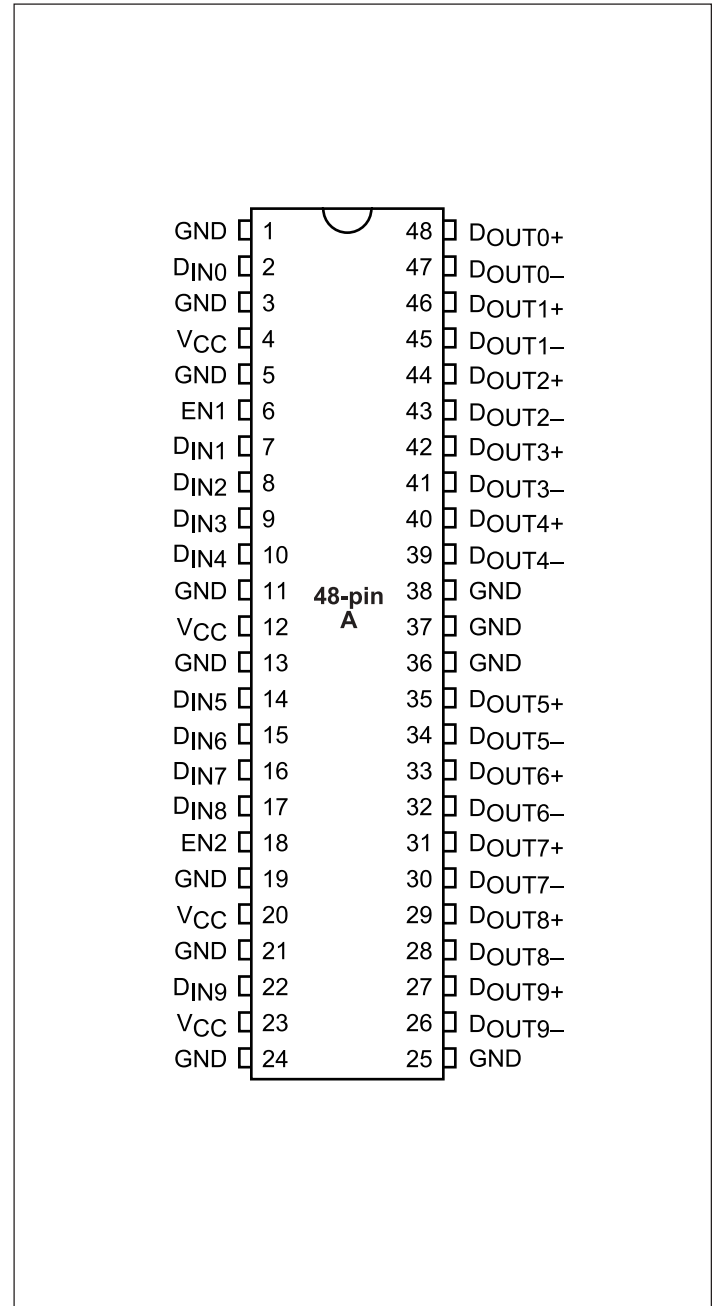 GND 1 48 DOUT0+
DIN0 2 47 DOUT0–
GND 3 46 DOUT1+
VCC 4 45 DOUT1–
GND 5 44 DOUT2+
EN1 6 43 DOUT2–
DIN1 7 42 DOUT3+
DIN2 8 41 DOUT3–
DIN3 9 40 DOUT4+
DIN4 10 39 DOUT4–
GND 11 48-pin 38 GND
VCC 12 A 37 GND
GND 13 36 GND
DIN5 14 35 DOUT5+
DIN6 15 34 DOUT5–
DIN7 16 33 DOUT6+
DIN8 17 32 DOUT6–
EN2 18 31 DOUT7+
GND 19 30 DOUT7–
VCC 20 29 DOUT8+
GND 21 28 DOUT8–
DIN9 22 27 DOUT9+
VCC 23 26 DOUT9–
GND 24 25 GND